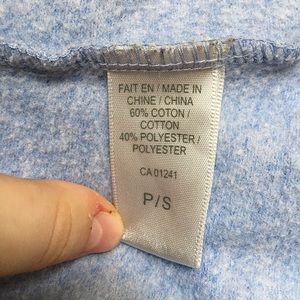 FAIT EN / MADE IN
CHINE / CHINA
60% COTON /
COTTON
40% POLYESTER /
POLYESTER
CA 01241
P/S